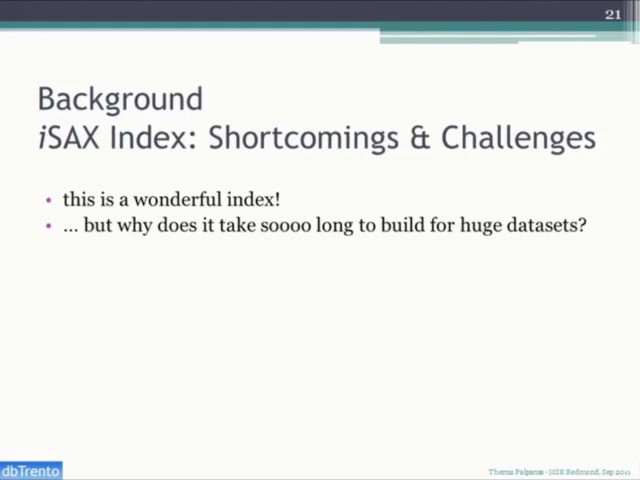 21
Background
iSAX Index: Shortcomings & Challenges
• this is a wonderful index!
• ... but why does it take soooo long to build for huge datasets?
dbTrento
Themis Palpanas - MSR Redmond, Sep 2011